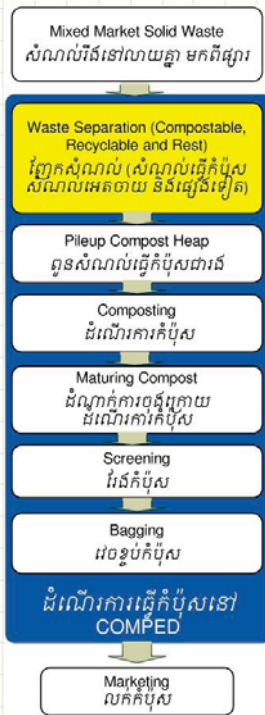 Mixed Market Solid Waste
សំណល់រឹងនៅលាយគ្នា មកពីផ្សារ
Waste Separation (Compostable,
Recyclable and Rest)
ញែកសំណល់ (សំណល់ធ្វើកំប៉ុស
សំណល់អេតចាយ និងផ្សេងទៀត)
Pileup Compost Heap
ពូនសំណល់ធ្វើកំប៉ុសជារង
Composting
ដំណើរការកំប៉ុស
Maturing Compost
ដំណាក់ការចុងក្រោយ
ដំណើរការកំប៉ុស
Screening
រែងកំប៉ុស
Bagging
វេចខ្ចប់កំប៉ុស
ដំណើរការធ្វើកំប៉ុសនៅ
COMPED
Marketing
លក់កំប៉ុស